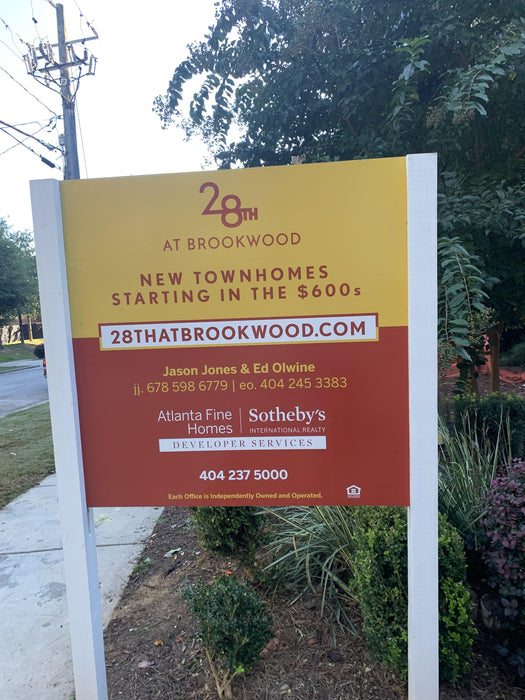 28TH
AT BROOKWOOD
NEW TOWNHOMES
STARTING IN THE $600s
28THATBROOKWOOD.COM
Jason Jones & Ed Olwine
jj. 678 598 6779 | eo. 404 245 3383
Atlanta Fine Homes | Sotheby's
INTERNATIONAL REALTY
DEVELOPER SERVICES
404 237 5000
Each Office is Independently Owned and Operated.